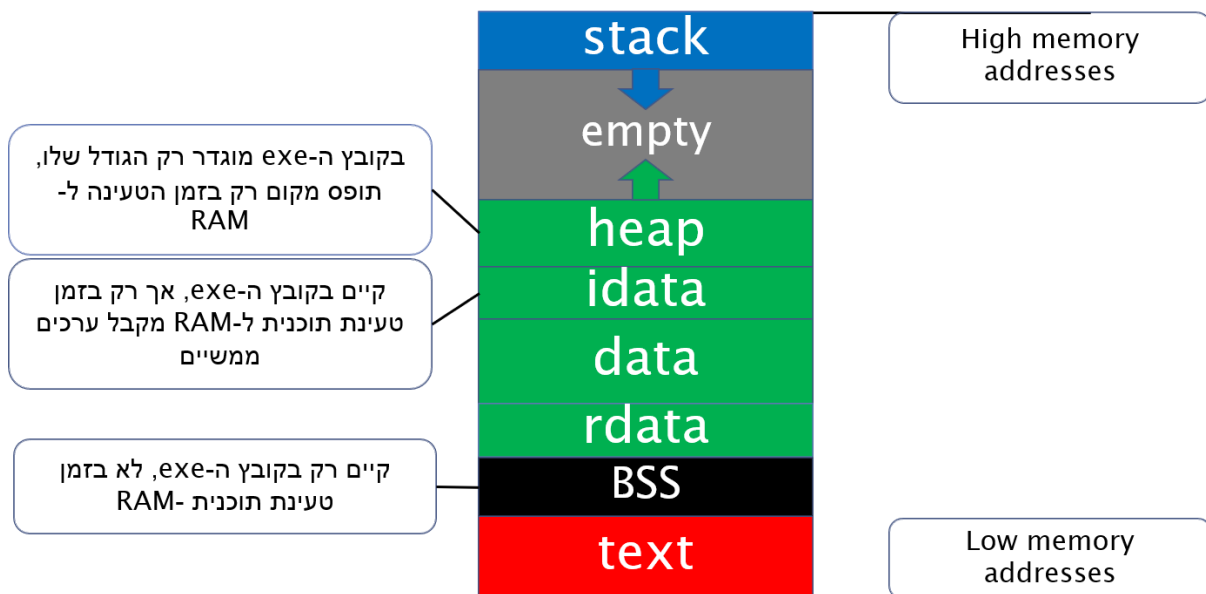 stack
High memory
addresses
empty
בקובץ ה-exe מוגדר רק הגודל שלו,
תופס מקום רק בזמן הטעינה ל-
RAM
heap
idata
קיים בקובץ ה-exe, אך רק בזמן
טעינת תוכנית ל-RAM מקבל ערכים
ממשיים
data
rdata
קיים רק בקובץ ה-exe, לא בזמן
טעינת תוכנית -RAM
BSS
text
Low memory
addresses